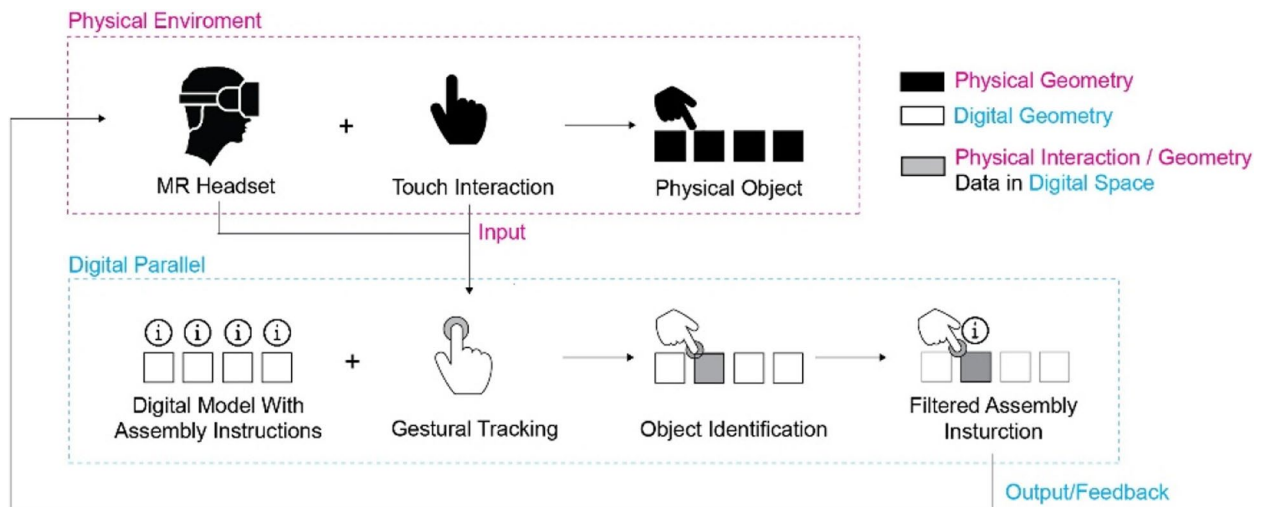 Physical Enviroment
MR Headset
+
Touch Interaction
Physical Object
Physical Geometry
Digital Geometry
Physical Interaction / Geometry
Data in Digital Space
Input
Digital Parallel
i i i i
Digital Model With
Assembly Instructions
+
Gestural Tracking
Object Identification
i
Filtered Assembly
Insturction
Output/Feedback